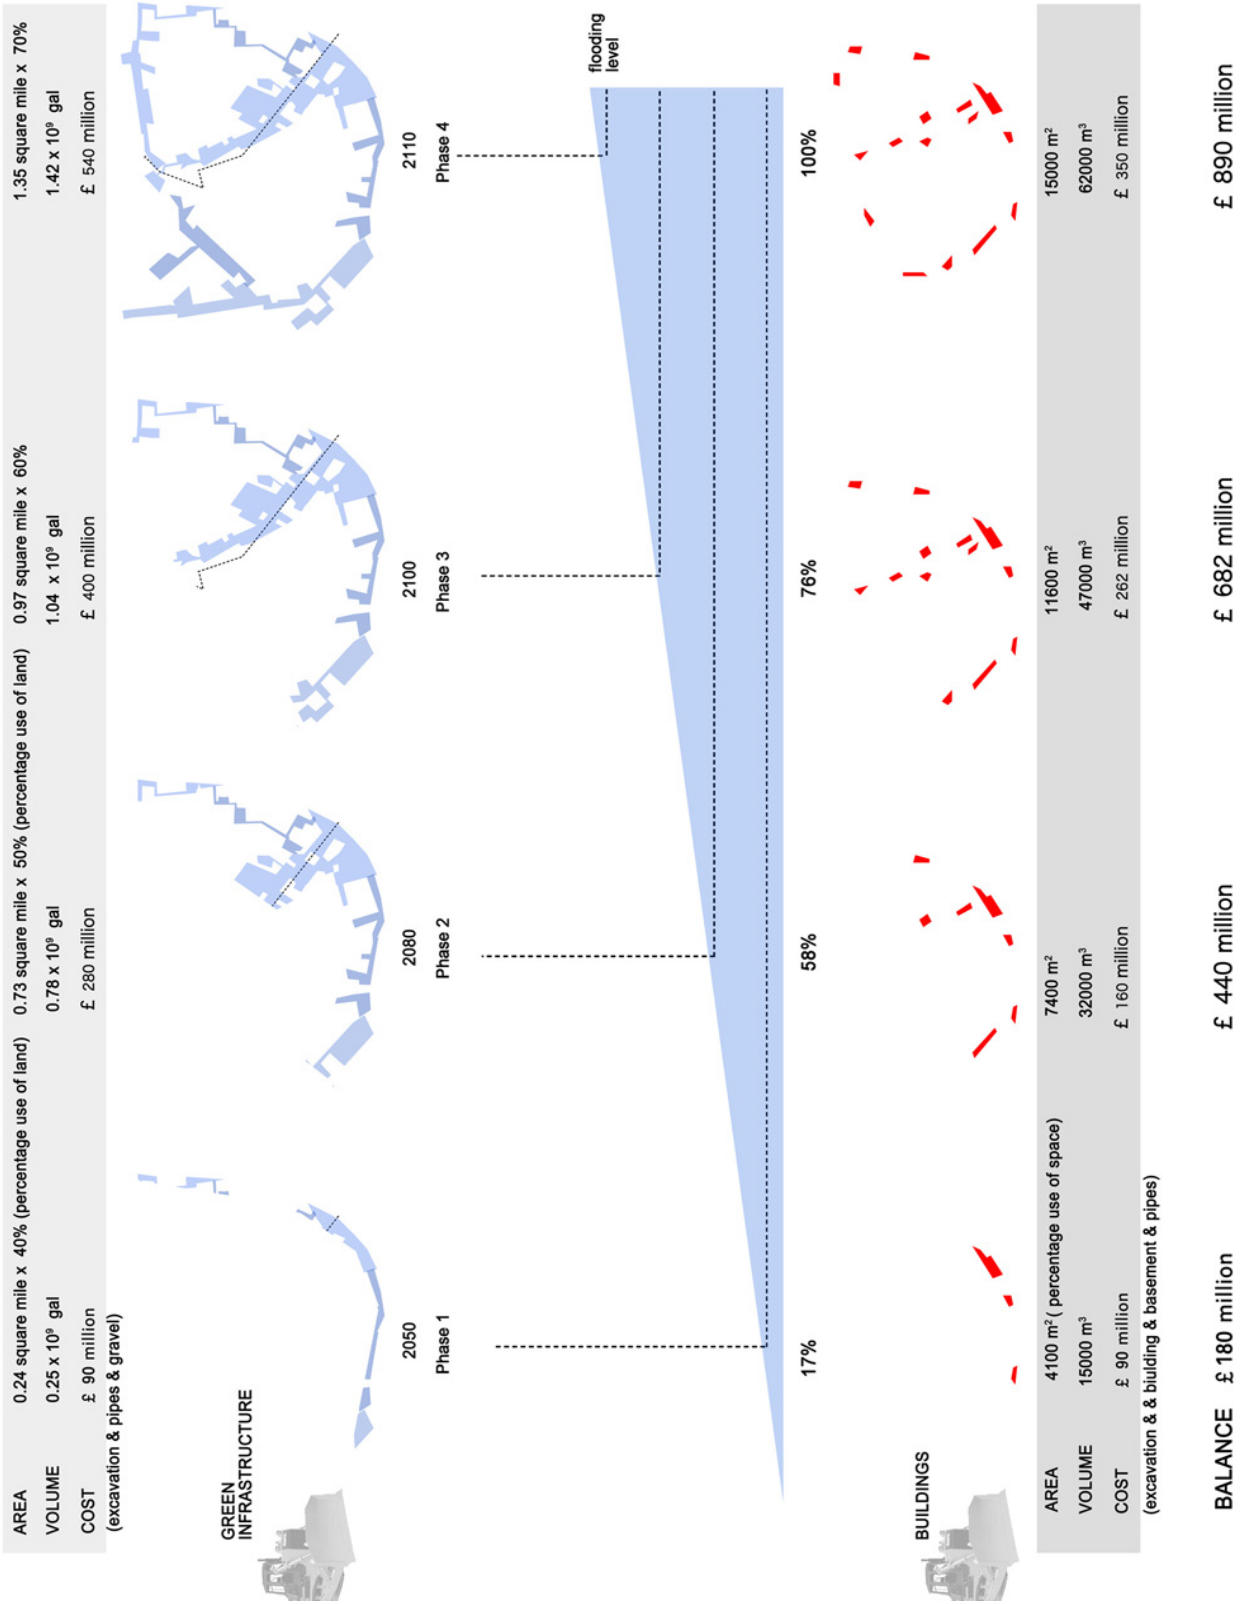 AREA 0.24 square mile x 40% (percentage use of land) 0.73 square mile x 50% (percentage use of land) 0.97 square mile x 60% 1.35 square mile x 70%
VOLUME 0.25 x 10⁹ gal 0.78 x 10⁹ gal 1.04 x 10⁹ gal 1.42 x 10⁹ gal
COST £ 90 million £ 280 million £ 400 million £ 540 million
(excavation & pipes & gravel)
GREEN
INFRASTRUCTURE
2050 2080 2100 2110
Phase 1 Phase 2 Phase 3 Phase 4
flooding
level
17% 58% 76% 100%
BUILDINGS
AREA 4100 m² ( percentage use of space) 7400 m² 11600 m² 15000 m²
VOLUME 15000 m³ 32000 m³ 47000 m³ 62000 m³
COST £ 90 million £ 160 million £ 262 million £ 350 million
(excavation & & biulding & basement & pipes)
BALANCE £ 180 million £ 440 million £ 682 million £ 890 million